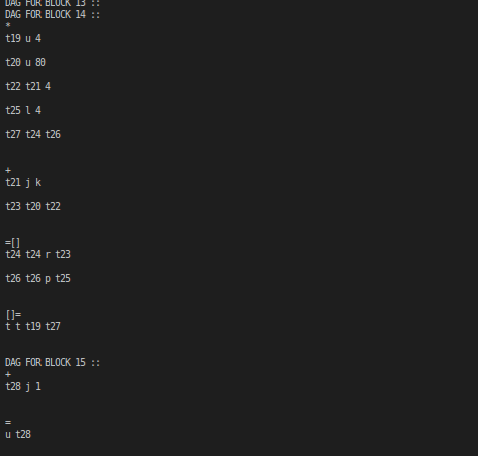 DAG FOR BLOCK 13 ::
DAG FOR BLOCK 14 ::
*
t19 u 4
t20 u 80
t22 t21 4
t25 l 4
t27 t24 t26
+
t21 j k
t23 t20 t22
=[]
t24 t24 r t23
t26 t26 p t25
[]=
t t t19 t27
DAG FOR BLOCK 15 ::
+
t28 j 1
=
u t28